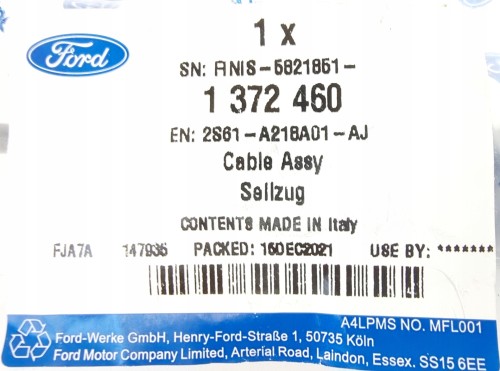 Ford
1 x
SN: FINIS-5821851-
1 372 460
EN: 2S61-A218A01-AJ
Cable Assy
Seilzug
CONTENTS MADE IN Italy
FJA7A 147935 PACKED: 15DEC2021 USE BY: *******
A4LPMS NO. MFL001
Ford-Werke GmbH, Henry-Ford-Straße 1, 50735 Köln
Ford Motor Company Limited, Arterial Road, Laindon, Essex. SS15 6EE